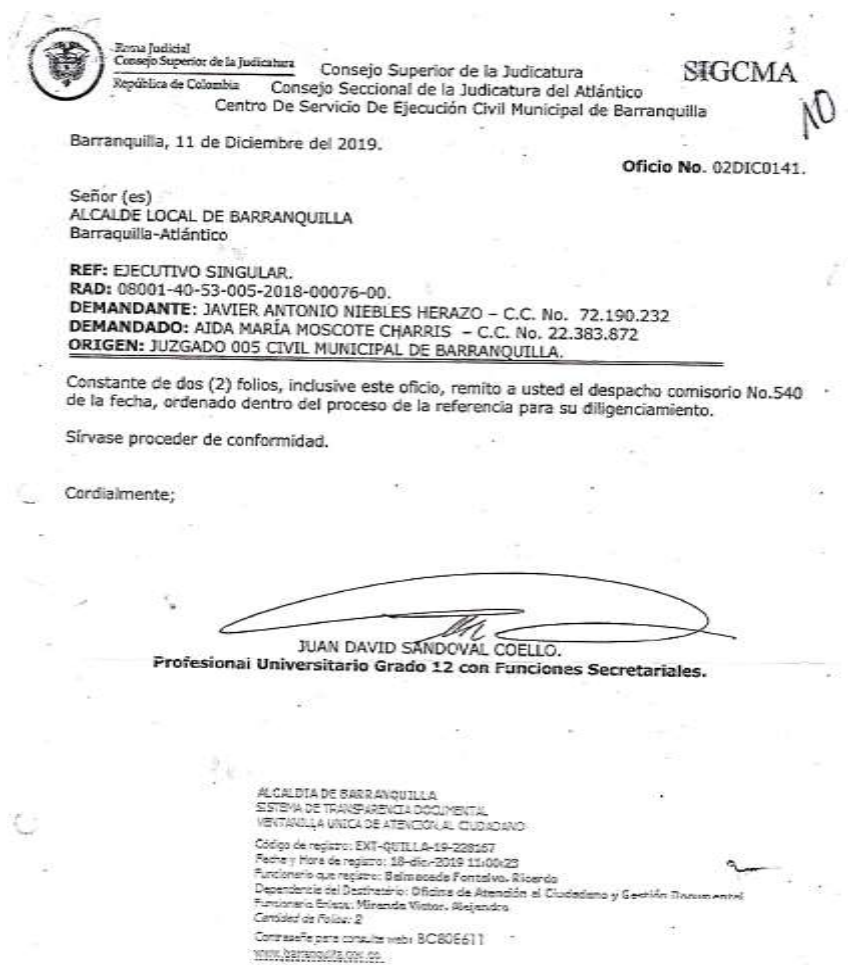 Rama Judicial
Consejo Superior de la Judicatura
República de Colombia
Consejo Superior de la Judicatura
Consejo Seccional de la Judicatura del Atlántico
Centro De Servicio De Ejecución Civil Municipal de Barranquilla
SIGCMA
10
Barranquilla, 11 de Diciembre del 2019.
Oficio No. 02DIC0141.
Señor (es)
ALCALDE LOCAL DE BARRANQUILLA
Barraquilla-Atlántico
REF: EJECUTIVO SINGULAR.
RAD: 08001-40-53-005-2018-00076-00.
DEMANDANTE: JAVIER ANTONIO NIEBLES HERAZO – C.C. No. 72.190.232
DEMANDADO: AIDA MARÍA MOSCOTE CHARRIS – C.C. No. 22.383.872
ORIGEN: JUZGADO 005 CIVIL MUNICIPAL DE BARRANQUILLA.
Constante de dos (2) folios, inclusive este oficio, remito a usted el despacho comisorio No.540
de la fecha, ordenado dentro del proceso de la referencia para su diligenciamiento.
Sírvase proceder de conformidad.
Cordialmente;
JUAN DAVID SANDOVAL COELLO.
Profesional Universitario Grado 12 con Funciones Secretariales.
ALCALDIA DE BARRANQUILLA
SISTEMA DE TRANSPARENCIA DOCUMENTAL
VENTANILLA UNICA DE ATENCION AL CIUDADANO
Código de registro: EXT-QUILLA-19-228167
Fecha y Hora de registro: 18-dic.-2019 11:00:23
Funcionario que registro: Belmecede Fontalvo, Ricardo
Dependencia del Destinatario: Oficina de Atención al Ciudadano y Gestión Documental
Funcionario Enlace: Miranda Victor, Alejandra
Cantidad de Folios: 2
Contraseña para consulta web: BC80E611
www.barranquilla.gov.co